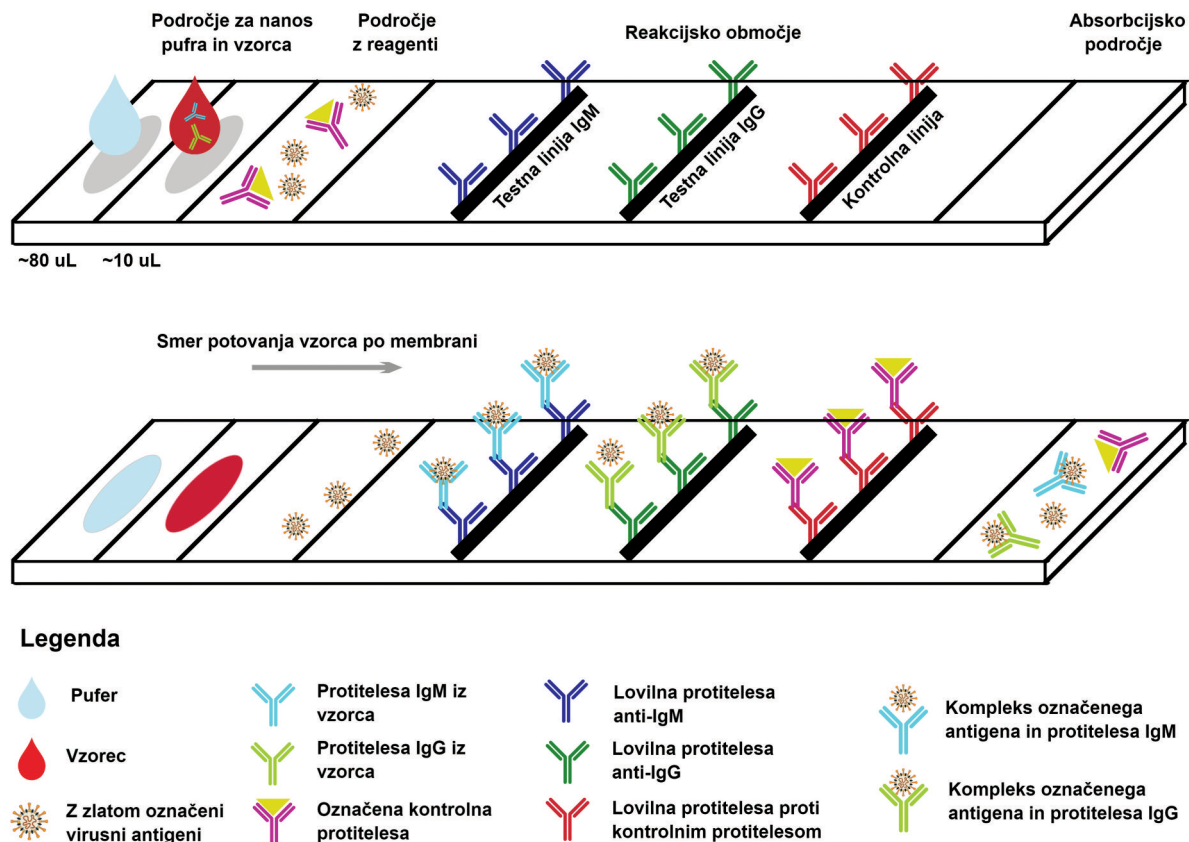 Področje za nanos
pufra in vzorca
Področje
z reagenti
Reakcijsko območje
Absorbcijsko
področje
Testna linija IgM
Testna linija IgG
Kontrolna linija
~80 uL
~10 uL
Smer potovanja vzorca po membrani
Legenda
Pufer
Protitelesa IgM iz
vzorca
Lovilna protitelesa
anti-IgM
Kompleks označenega
antigena in protitelesa IgM
Vzorec
Protitelesa IgG iz
vzorca
Lovilna protitelesa
anti-IgG
Kompleks označenega
antigena in protitelesa IgG
Z zlatom označeni
virusni antigeni
Označena kontrolna
protitelesa
Lovilna protitelesa proti
kontrolnim protitelesom